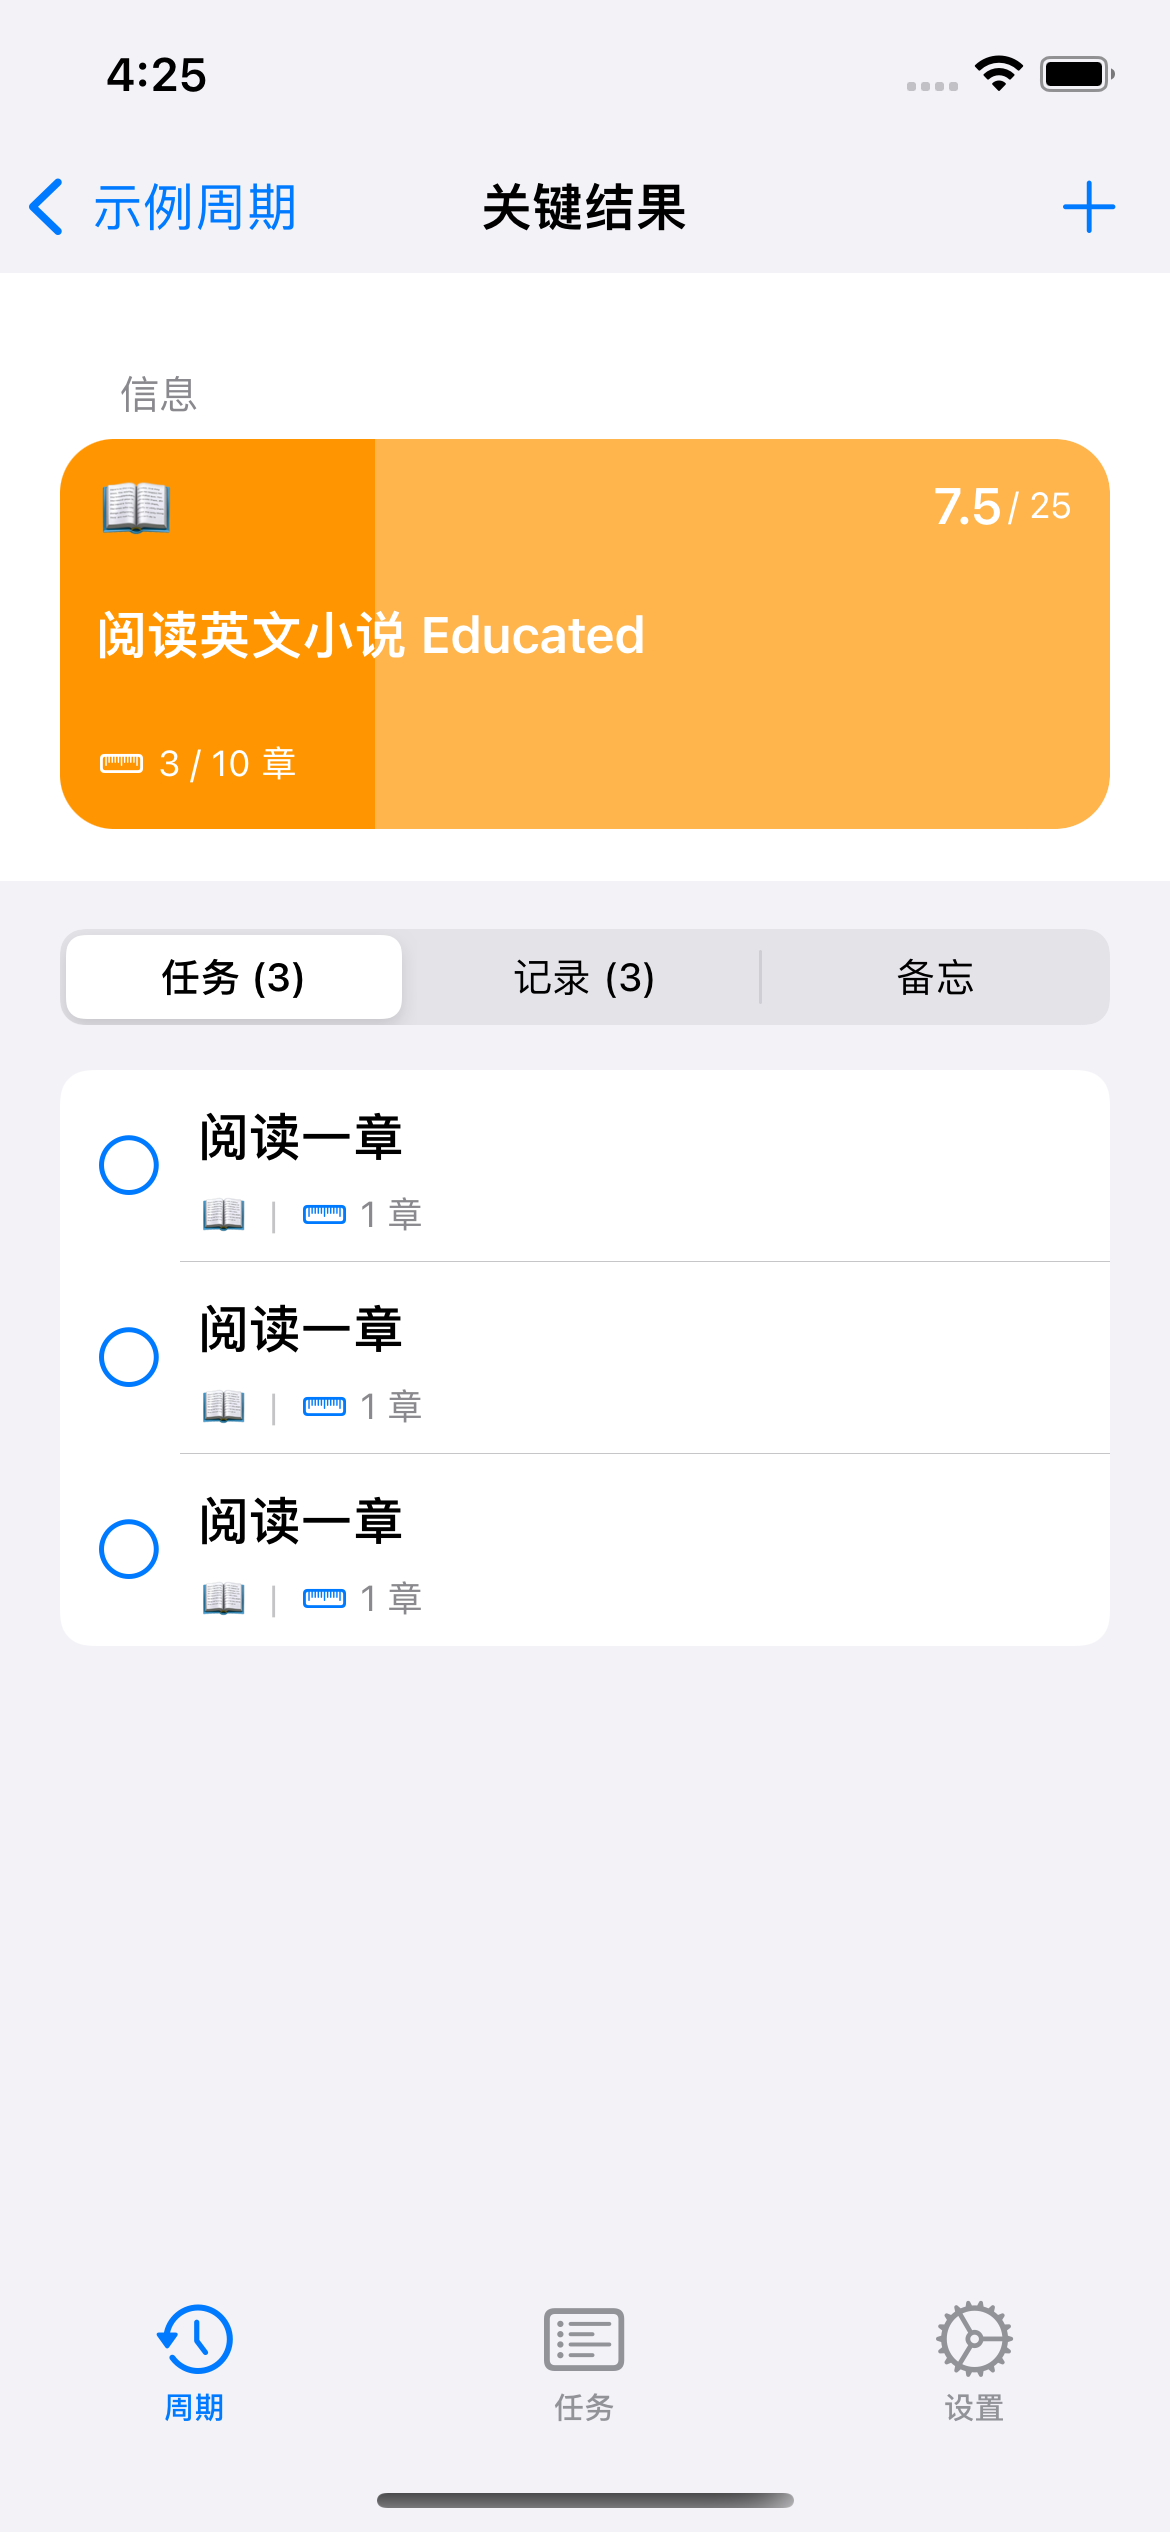 4:25
示例周期
关键结果
信息
7.5 / 25
阅读英文小说 Educated
3 / 10 章
任务 (3)
记录 (3)
备忘
阅读一章
| 1 章
阅读一章
| 1 章
阅读一章
| 1 章
周期
任务
设置